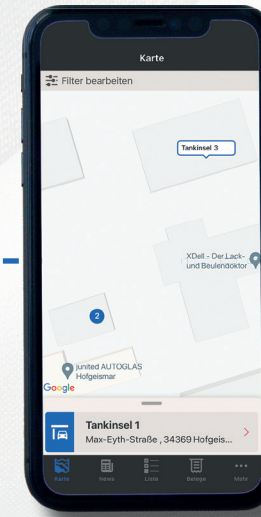 Karte
Filter bearbeiten
Tankinsel 3
XDell - Der Lack-
und Beulendoktor
2
junited AUTOGLAS
Hofgeismar
Google
Tankinsel 1
Max-Eyth-Straße , 34369 Hofgeis...
Karte
News
Liste
Belege
Mehr